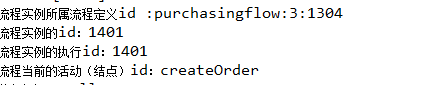 流程实例所属流程定义id :purchasingflow:3:1304
流程实例的id: 1401
流程实例的执行id: 1401
流程当前的活动（结点）id: createOrder